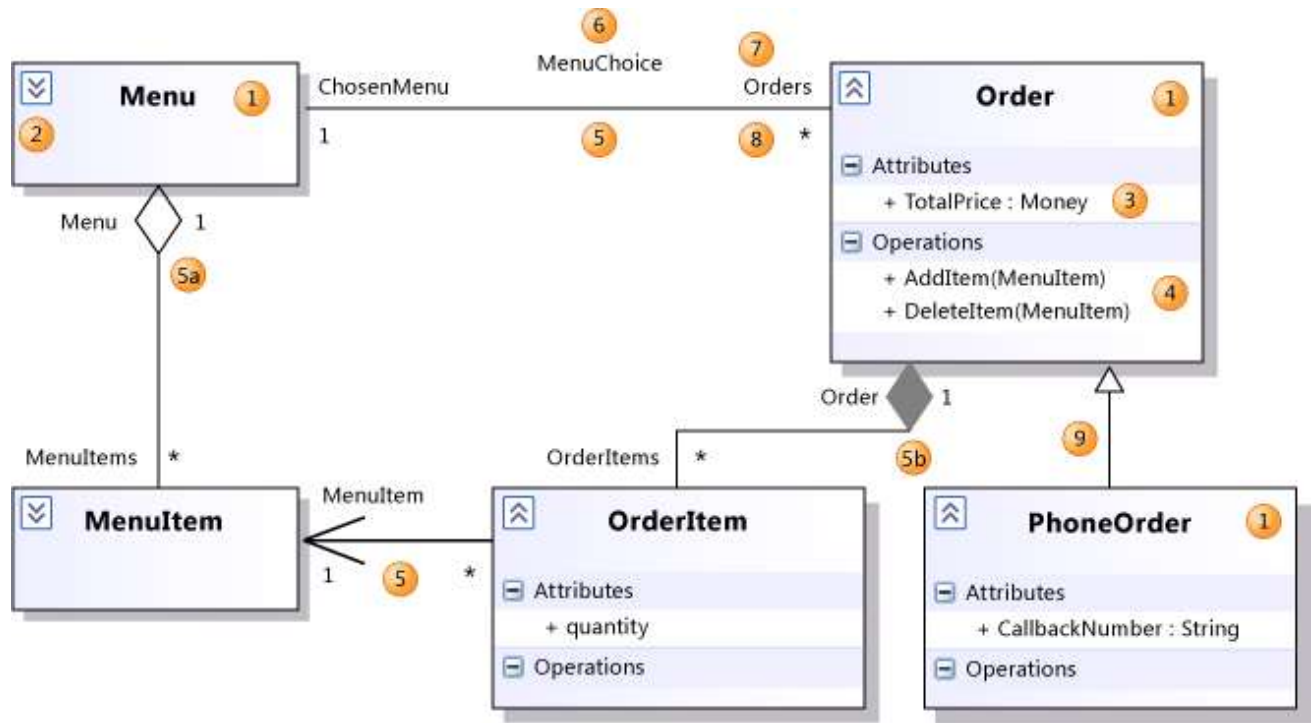 6
MenuChoice
7
Menu 1
2
ChosenMenu
1
5
Orders
8 *
Order 1
Attributes
+ TotalPrice : Money 3
Operations
+ AddItem(MenuItem)
+ DeleteItem(MenuItem)
4
Menu 1
5a
MenuItems *
Order 1
5b
OrderItems *
9
MenuItem
MenuItem
1 5 *
OrderItem
Attributes
+ quantity
Operations
PhoneOrder 1
Attributes
+ CallbackNumber : String
Operations